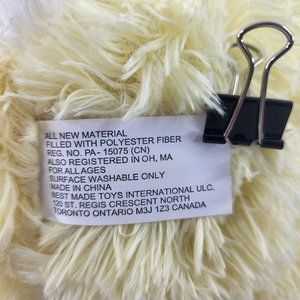 ALL NEW MATERIAL
FILLED WITH POLYESTER FIBER
REG. NO. PA - 15075 (CN)
ALSO REGISTERED IN OH, MA
FOR ALL AGES
SURFACE WASHABLE ONLY
MADE IN CHINA
BEST MADE TOYS INTERNATIONAL ULC.
120 ST. REGIS CRESCENT NORTH
TORONTO ONTARIO M3J 1Z3 CANADA